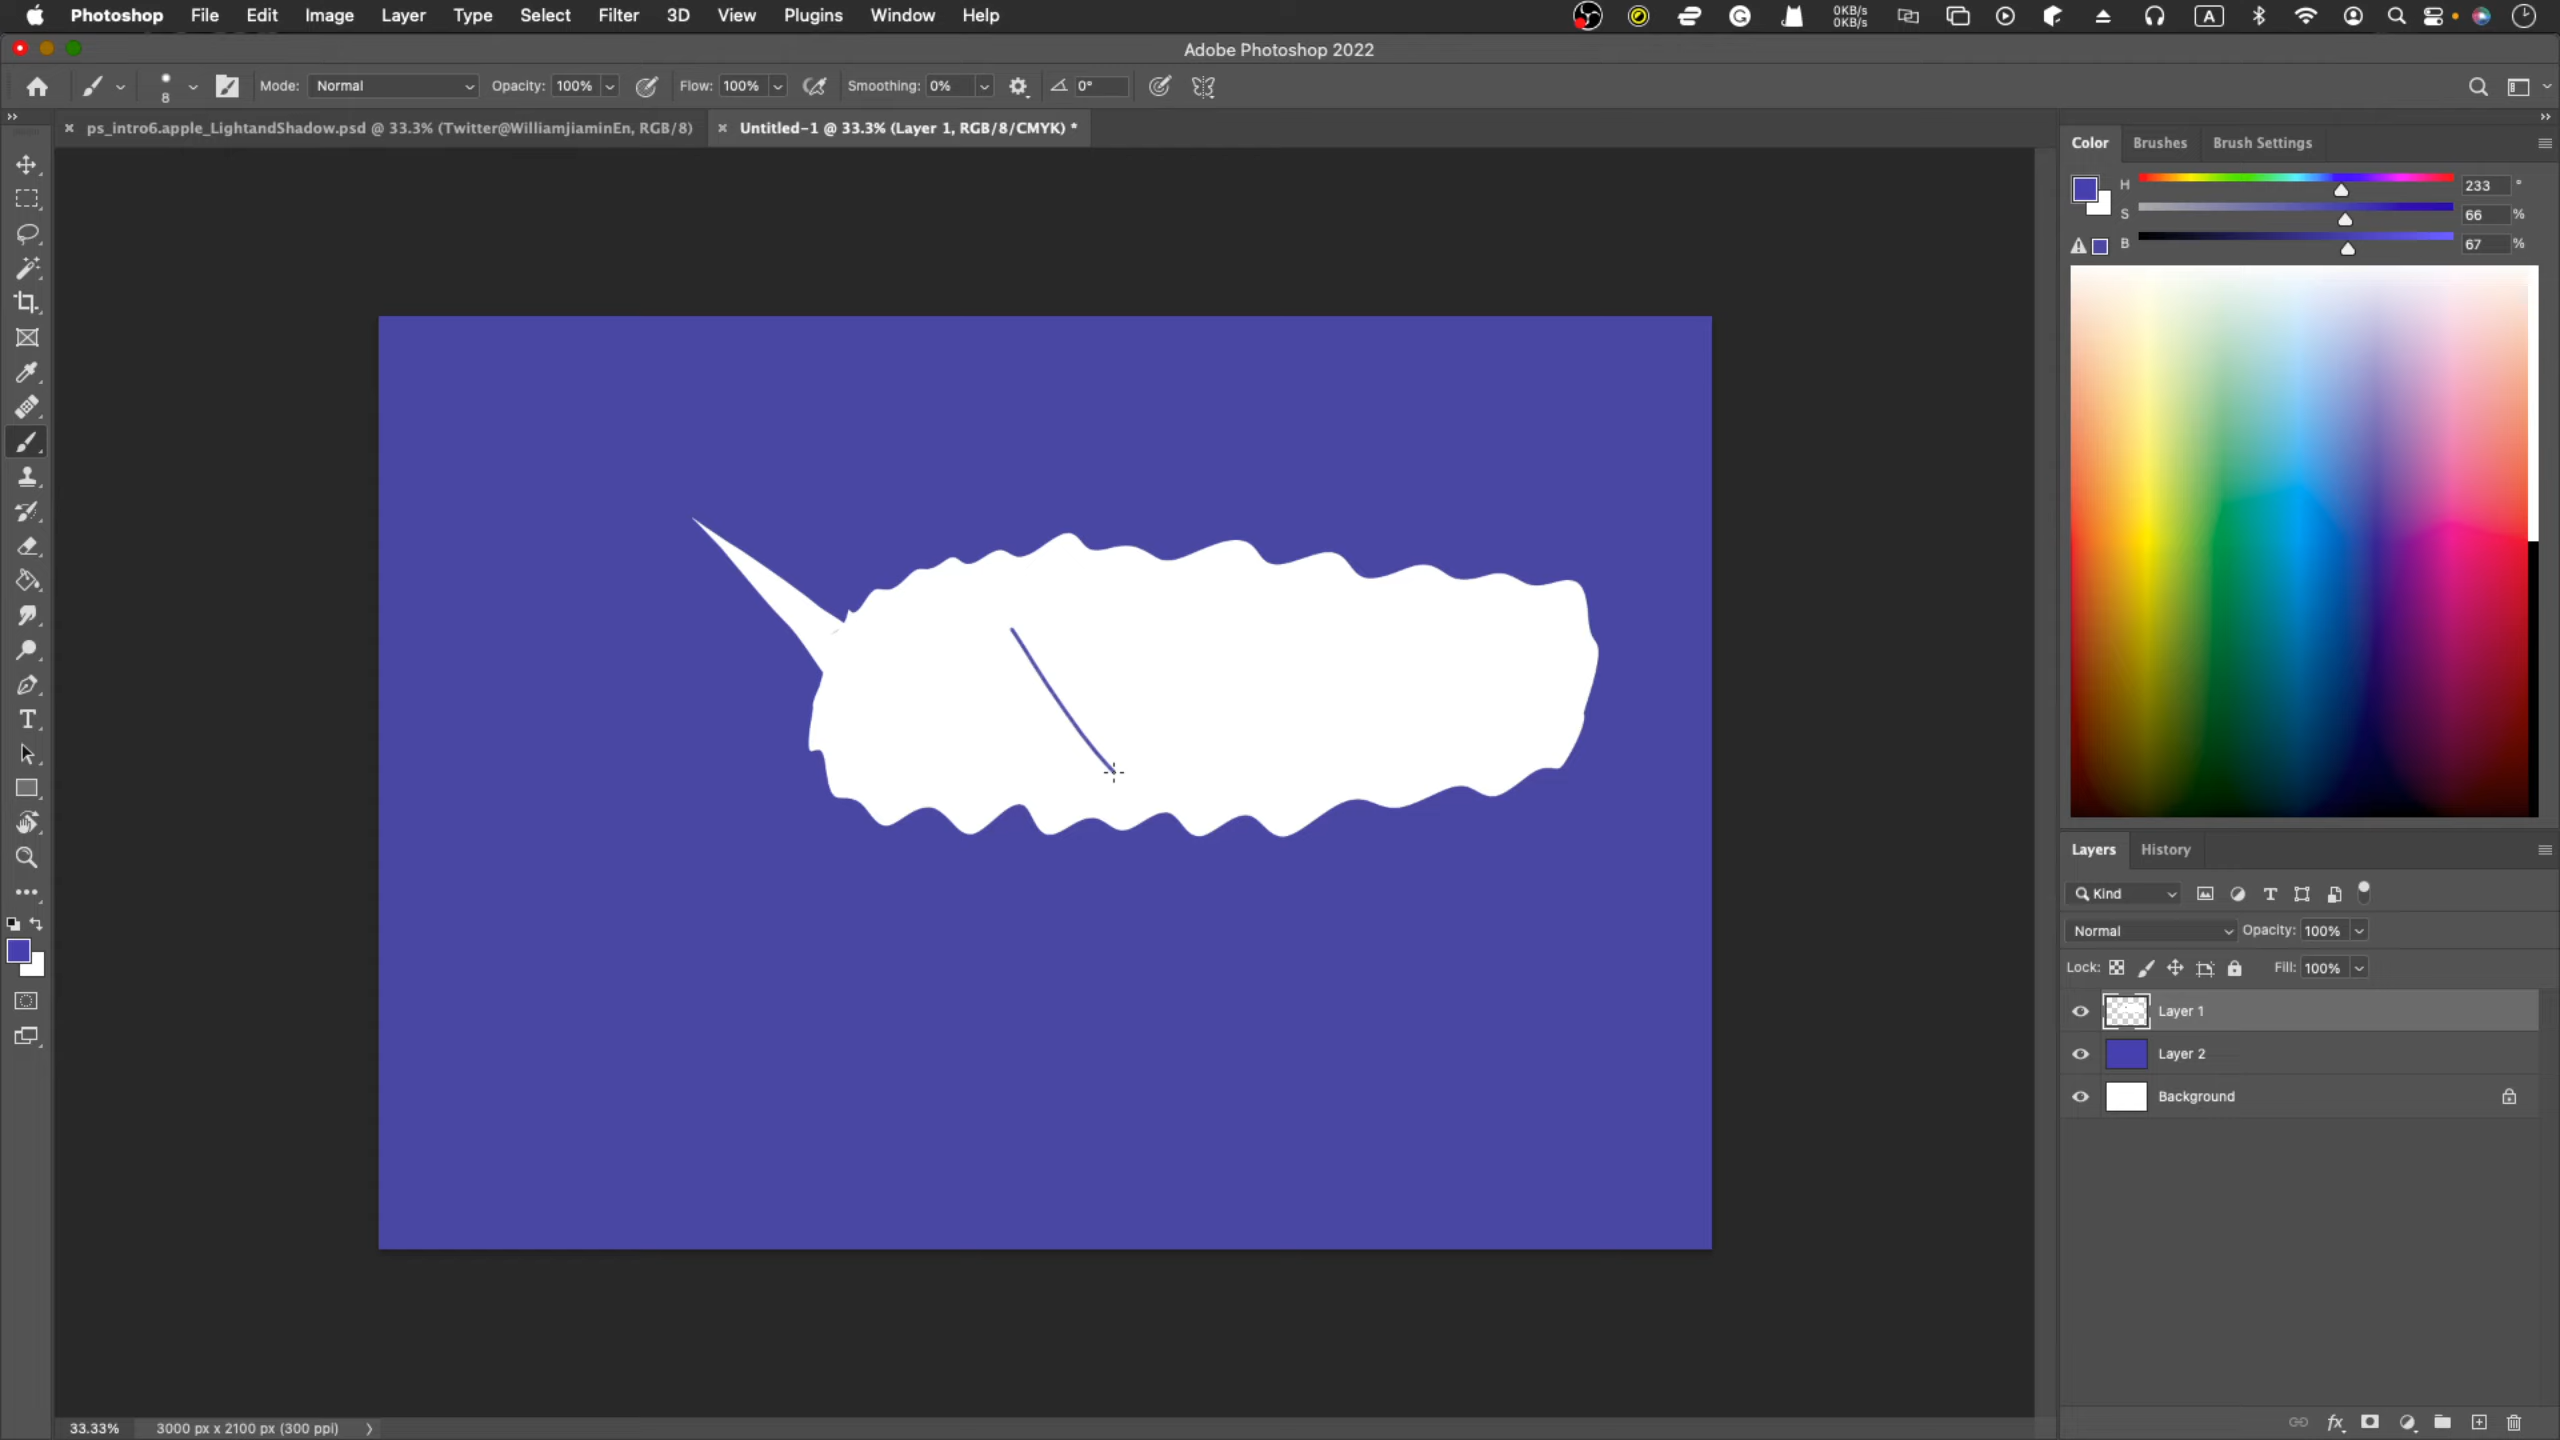 Photoshop File Edit Image Layer Type Select Filter 3D View Plugins Window Help 0KB/s A
0KB/s
Adobe Photoshop 2022
8 Mode: Normal Opacity: 100% Flow: 100% Smoothing: 0% 0°
ps_intro6.apple_LightandShadow.psd @ 33.3% (Twitter@WilliamjiaminEn, RGB/8) Untitled-1 @ 33.3% (Layer 1, RGB/8/CMYK) *
Color Brushes Brush Settings
H 233 °
S 66 %
B 67 %
Layers History
Kind
Normal Opacity: 100%
Lock: Fill: 100%
Layer 1
Layer 2
Background
33.33% 3000 px x 2100 px (300 ppi)